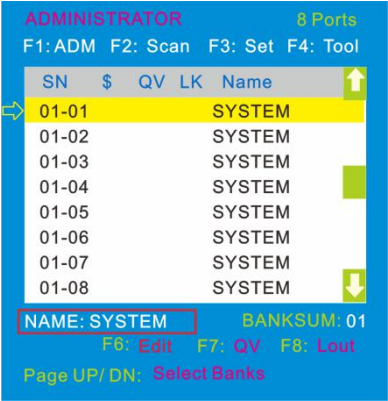 ADMINISTRATOR 8 Ports
F1: ADM F2: Scan F3: Set F4: Tool
SN $ QV LK Name
01-01 SYSTEM
01-02 SYSTEM
01-03 SYSTEM
01-04 SYSTEM
01-05 SYSTEM
01-06 SYSTEM
01-07 SYSTEM
01-08 SYSTEM
NAME: SYSTEM BANKSUM: 01
F6: Edit F7: QV F8: Lout
Page UP/ DN: Select Banks